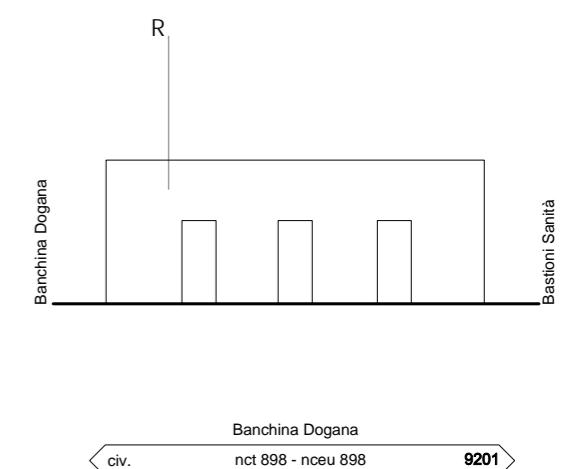 R
Banchina Dogana
Bastioni Sanità
Banchina Dogana
civ. nct 898 - nceu 898 9201